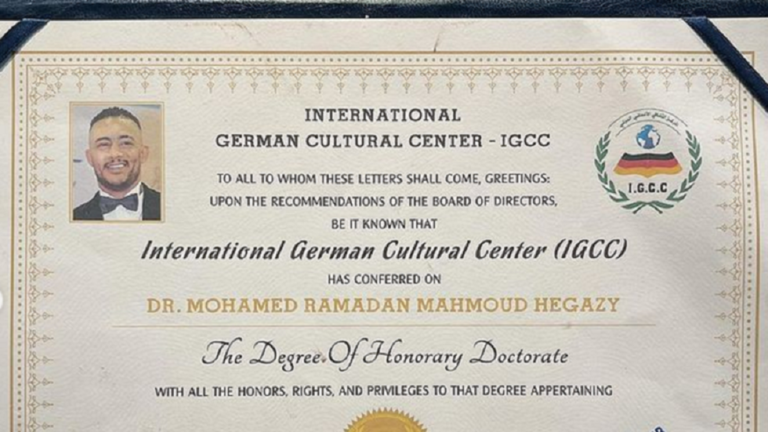 INTERNATIONAL
GERMAN CULTURAL CENTER - IGCC
TO ALL TO WHOM THESE LETTERS SHALL COME, GREETINGS:
UPON THE RECOMMENDATIONS OF THE BOARD OF DIRECTORS,
BE IT KNOWN THAT
International German Cultural Center (IGCC)
HAS CONFERRED ON
DR. MOHAMED RAMADAN MAHMOUD HEGAZY
The Degree Of Honorary Doctorate
WITH ALL THE HONORS, RIGHTS, AND PRIVILEGES TO THAT DEGREE APPERTAINING
I.G.C.C